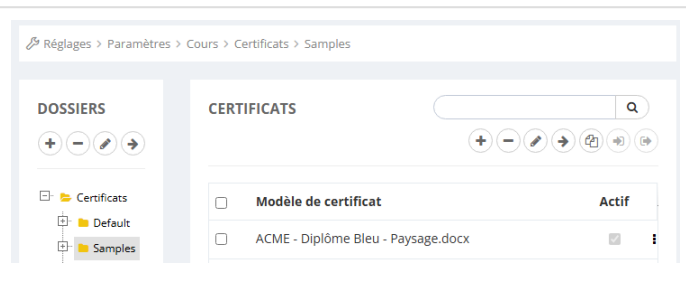 Réglages > Paramètres > Cours > Certificats > Samples
DOSSIERS
Certificats
Default
Samples
CERTIFICATS
Modèle de certificat Actif
ACME - Diplôme Bleu - Paysage.docx